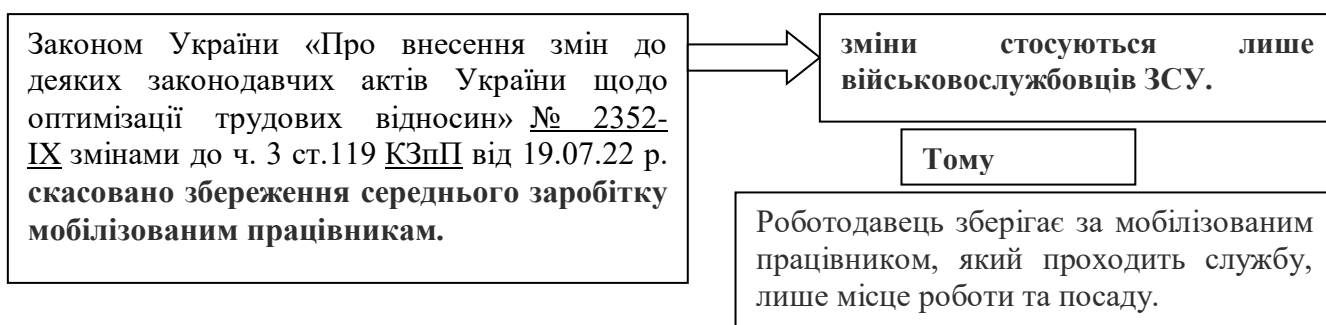 Законом України «Про внесення змін до
деяких законодавчих актів України щодо
оптимізації трудових відносин» № 2352-
IX змінами до ч. 3 ст.119 КЗпП від 19.07.22 р.
скасовано збереження середнього заробітку
мобілізованим працівникам.
зміни стосуються лише
військовослужбовців ЗСУ.
Тому
Роботодавець зберігає за мобілізованим
працівником, який проходить службу,
лише місце роботи та посаду.